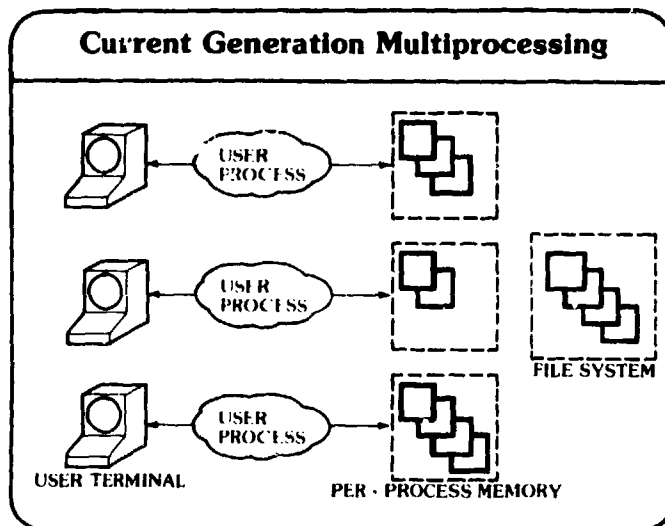 Current Generation Multiprocessing
USER
PROCESS
USER
PROCESS
FILE SYSTEM
USER
PROCESS
USER TERMINAL
PER - PROCESS MEMORY